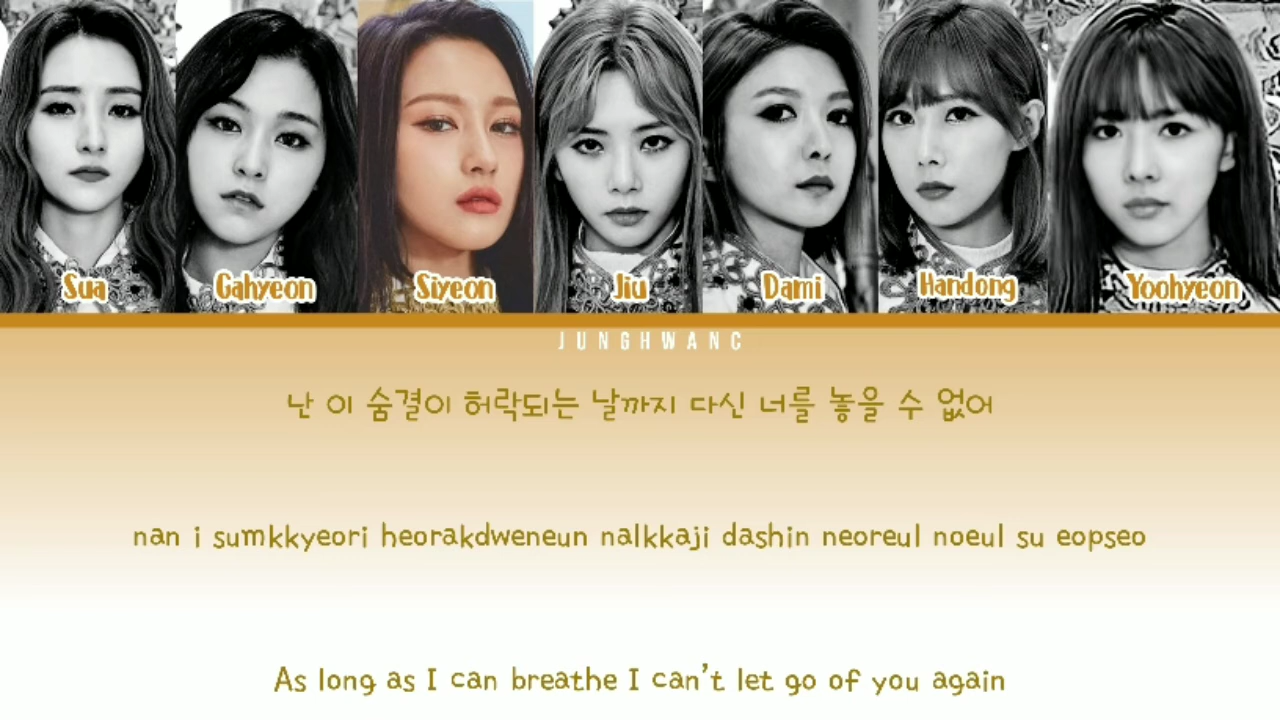 Sua Gahyeon Siyeon Jiu Dami Handong Yoohyeon
JUNGHWANC
난 이 숨결이 허락되는 날까지 다신 너를 놓을 수 없어
nan i sumkkyeori heorakdweneun nalkkaji dashin neoreul noeul su eopseo
As long as I can breathe I can't let go of you again